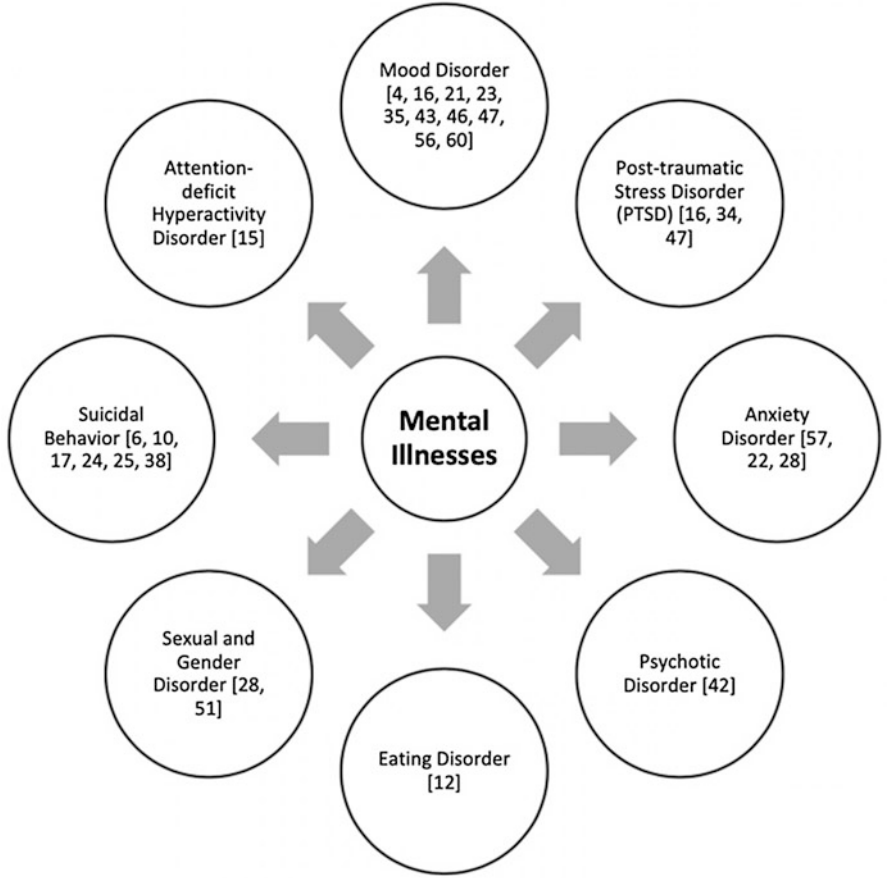 Mood Disorder
[4, 16, 21, 23,
35, 43, 46, 47,
56, 60]
Post-traumatic
Stress Disorder
(PTSD) [16, 34,
47]
Anxiety
Disorder [57,
22, 28]
Psychotic
Disorder [42]
Eating Disorder
[12]
Sexual and
Gender
Disorder [28,
51]
Suicidal
Behavior [6, 10,
17, 24, 25, 38]
Attention-
deficit
Hyperactivity
Disorder [15]
Mental
Illnesses